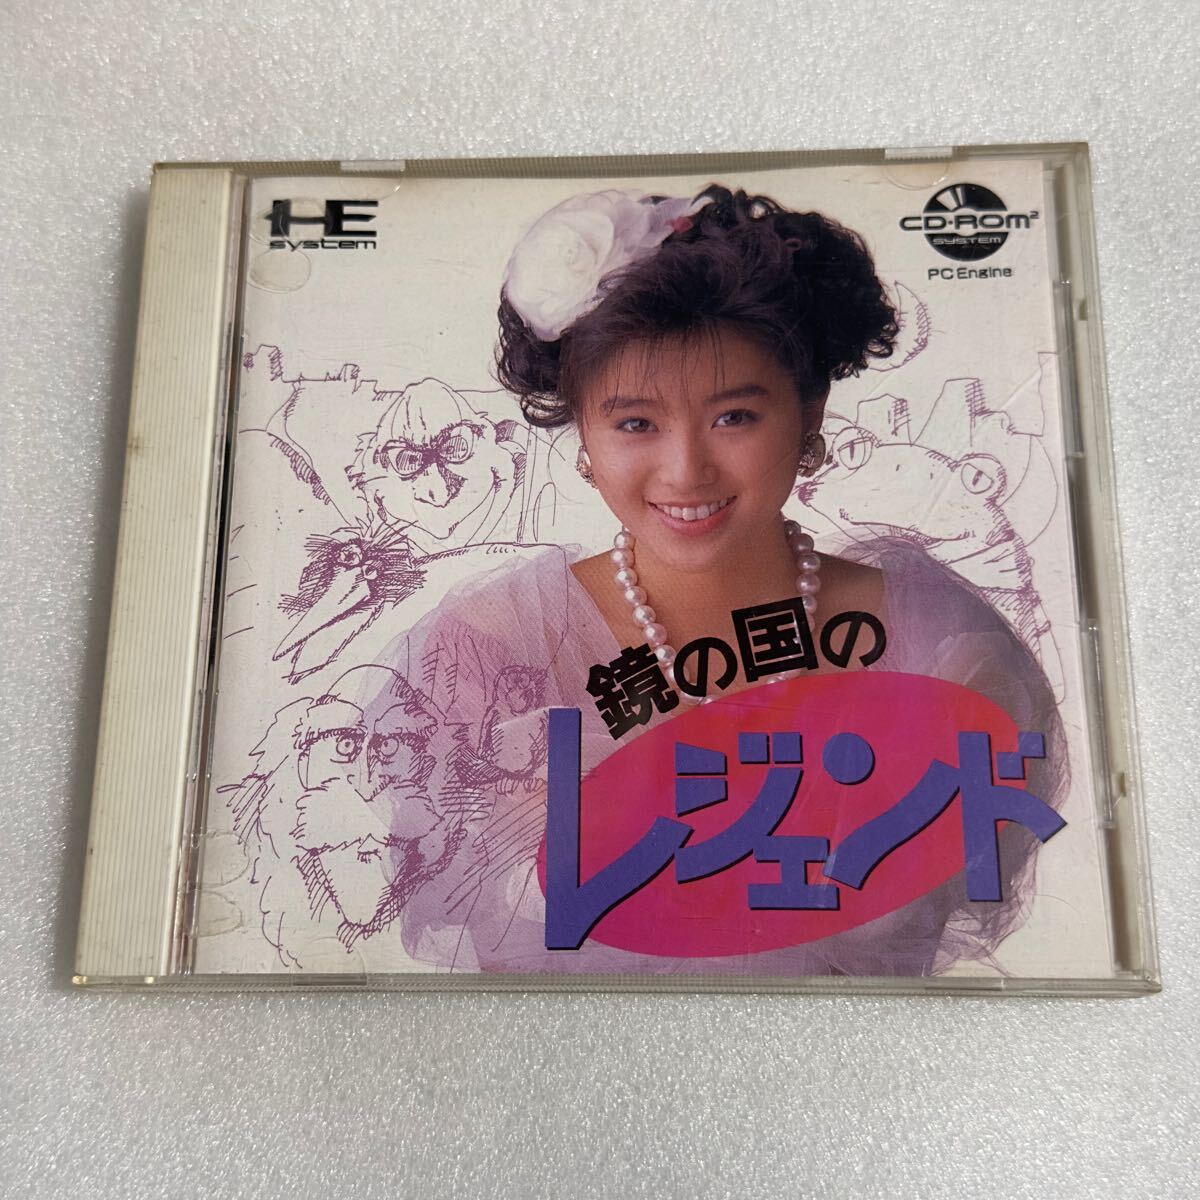 HE
system
CD-ROM²
SYSTEM
PC Engine
鏡の国の
レジェンド